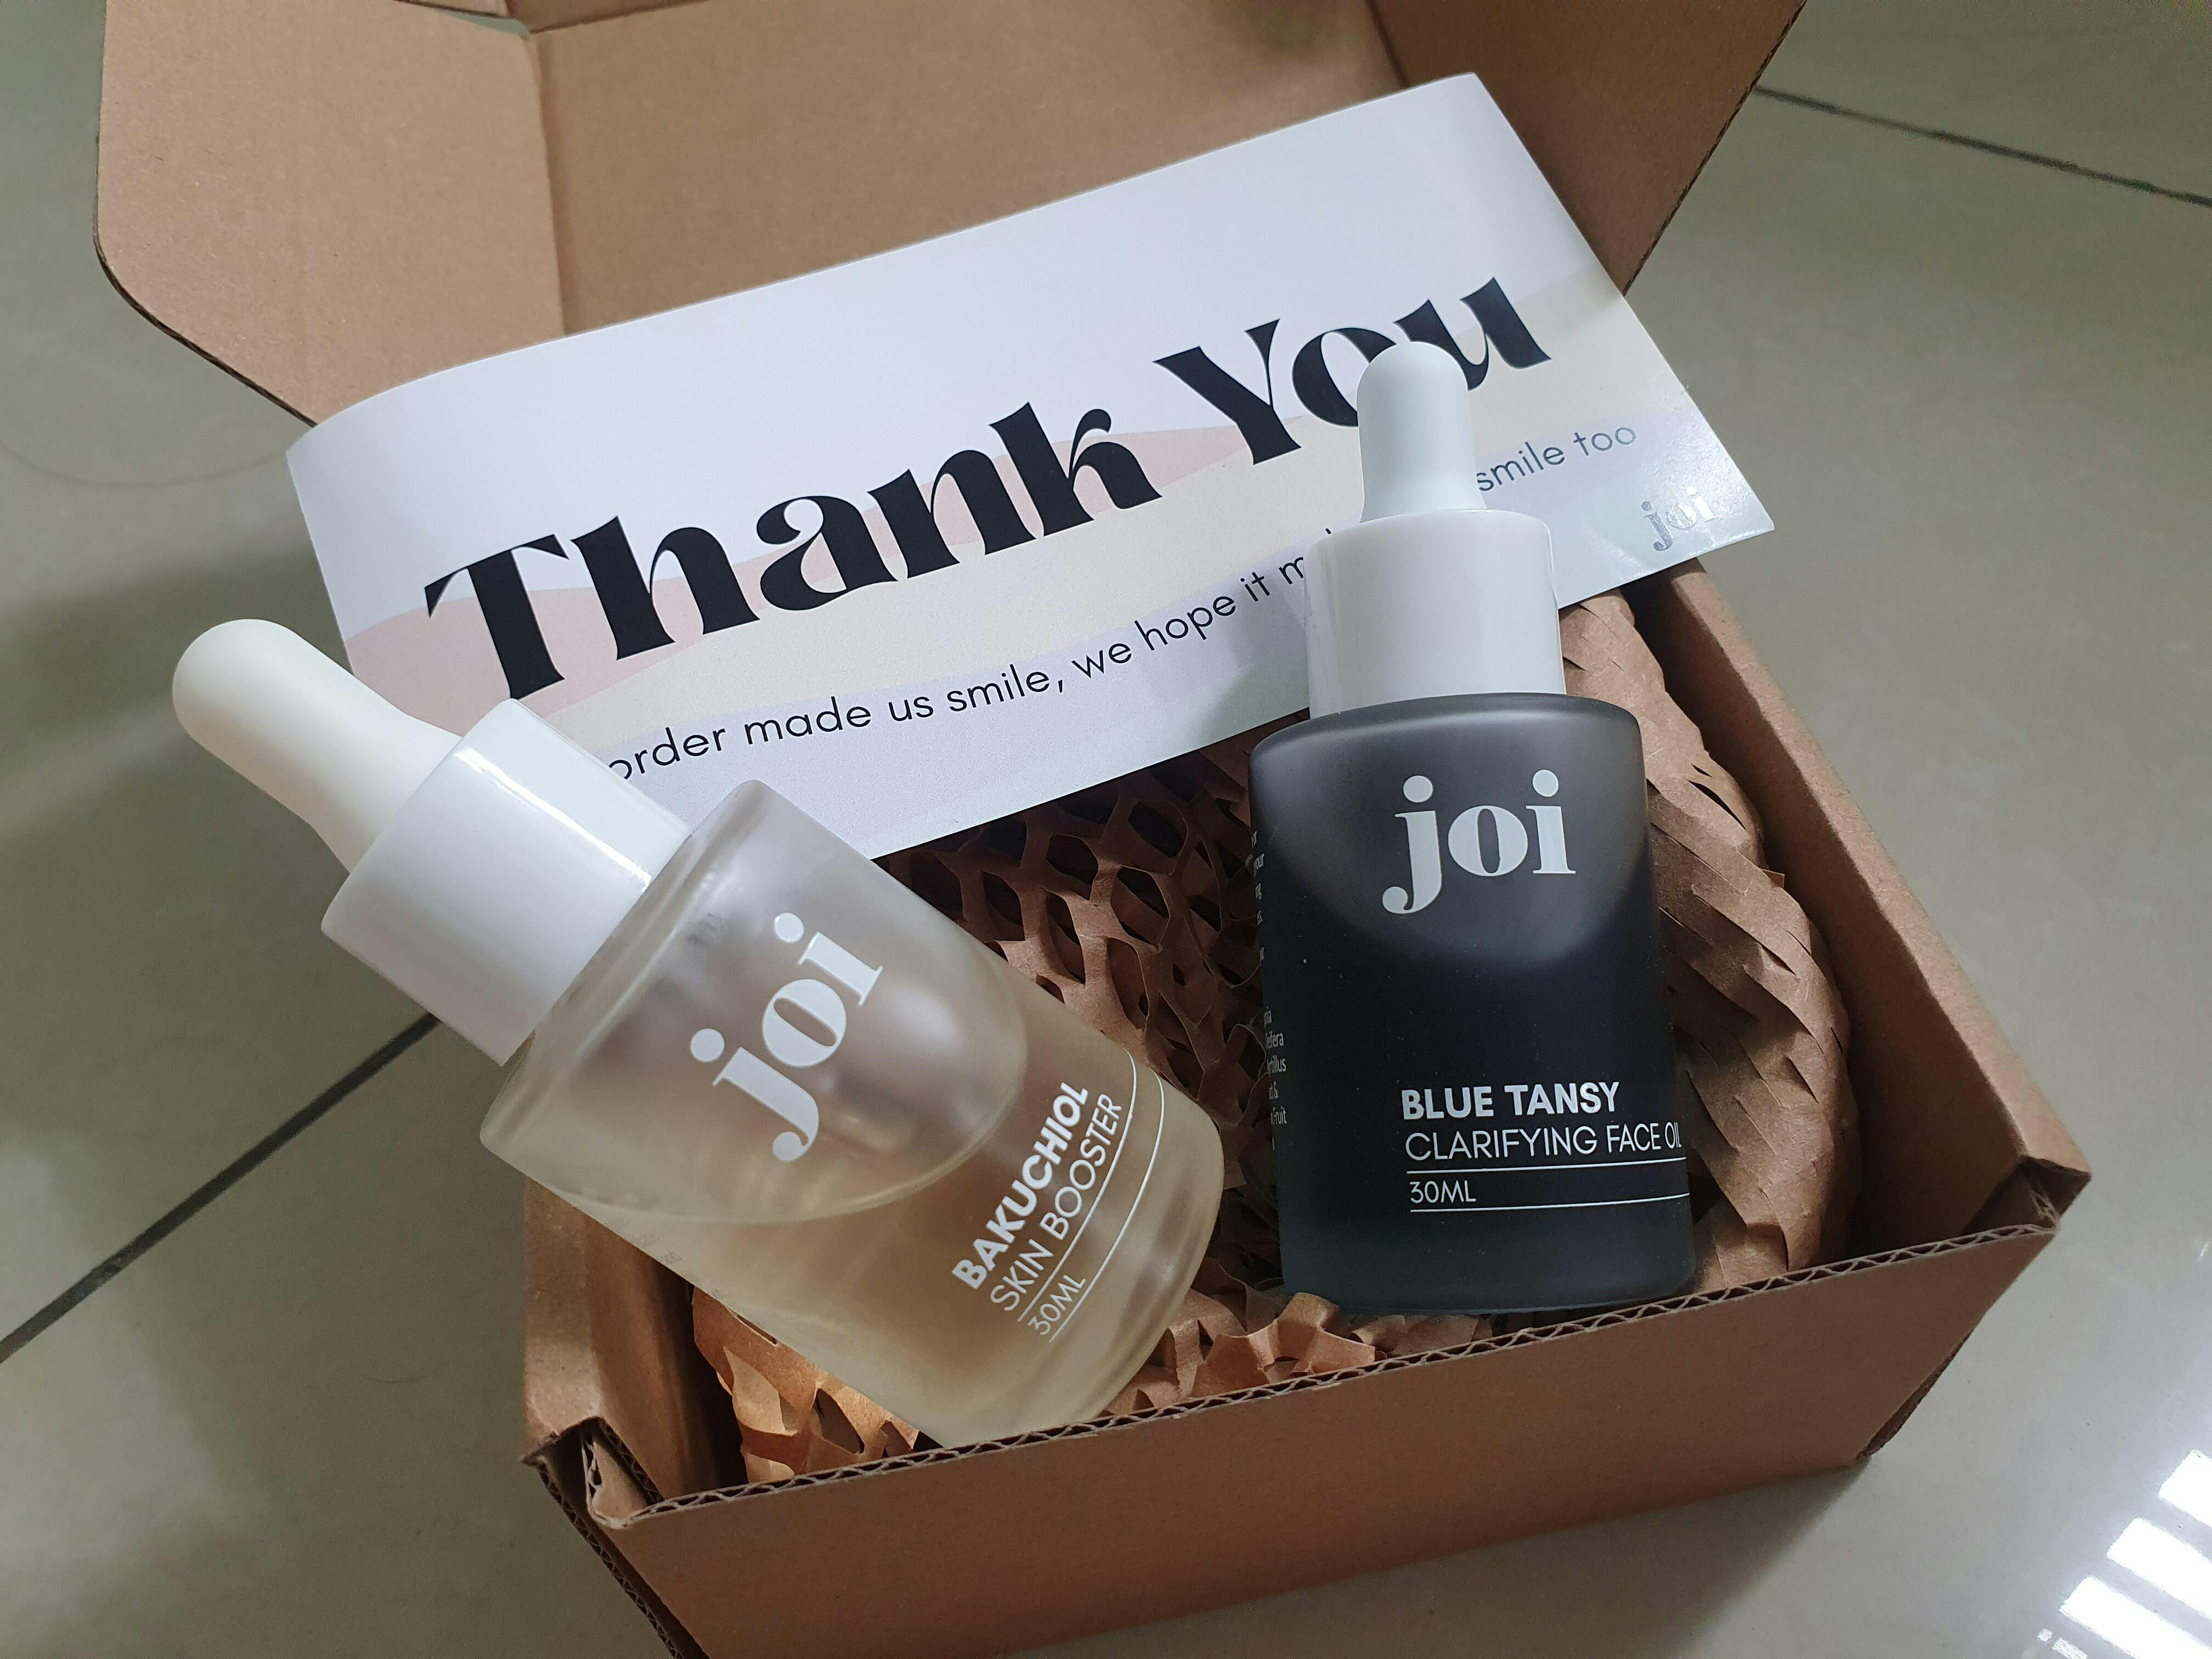 Thank You
order made us smile, we hope it smile too
joi
joi
BAKUCHIOL
SKIN BOOSTER
30ML
joi
BLUE TANSY
CLARIFYING FACE OIL
30ML